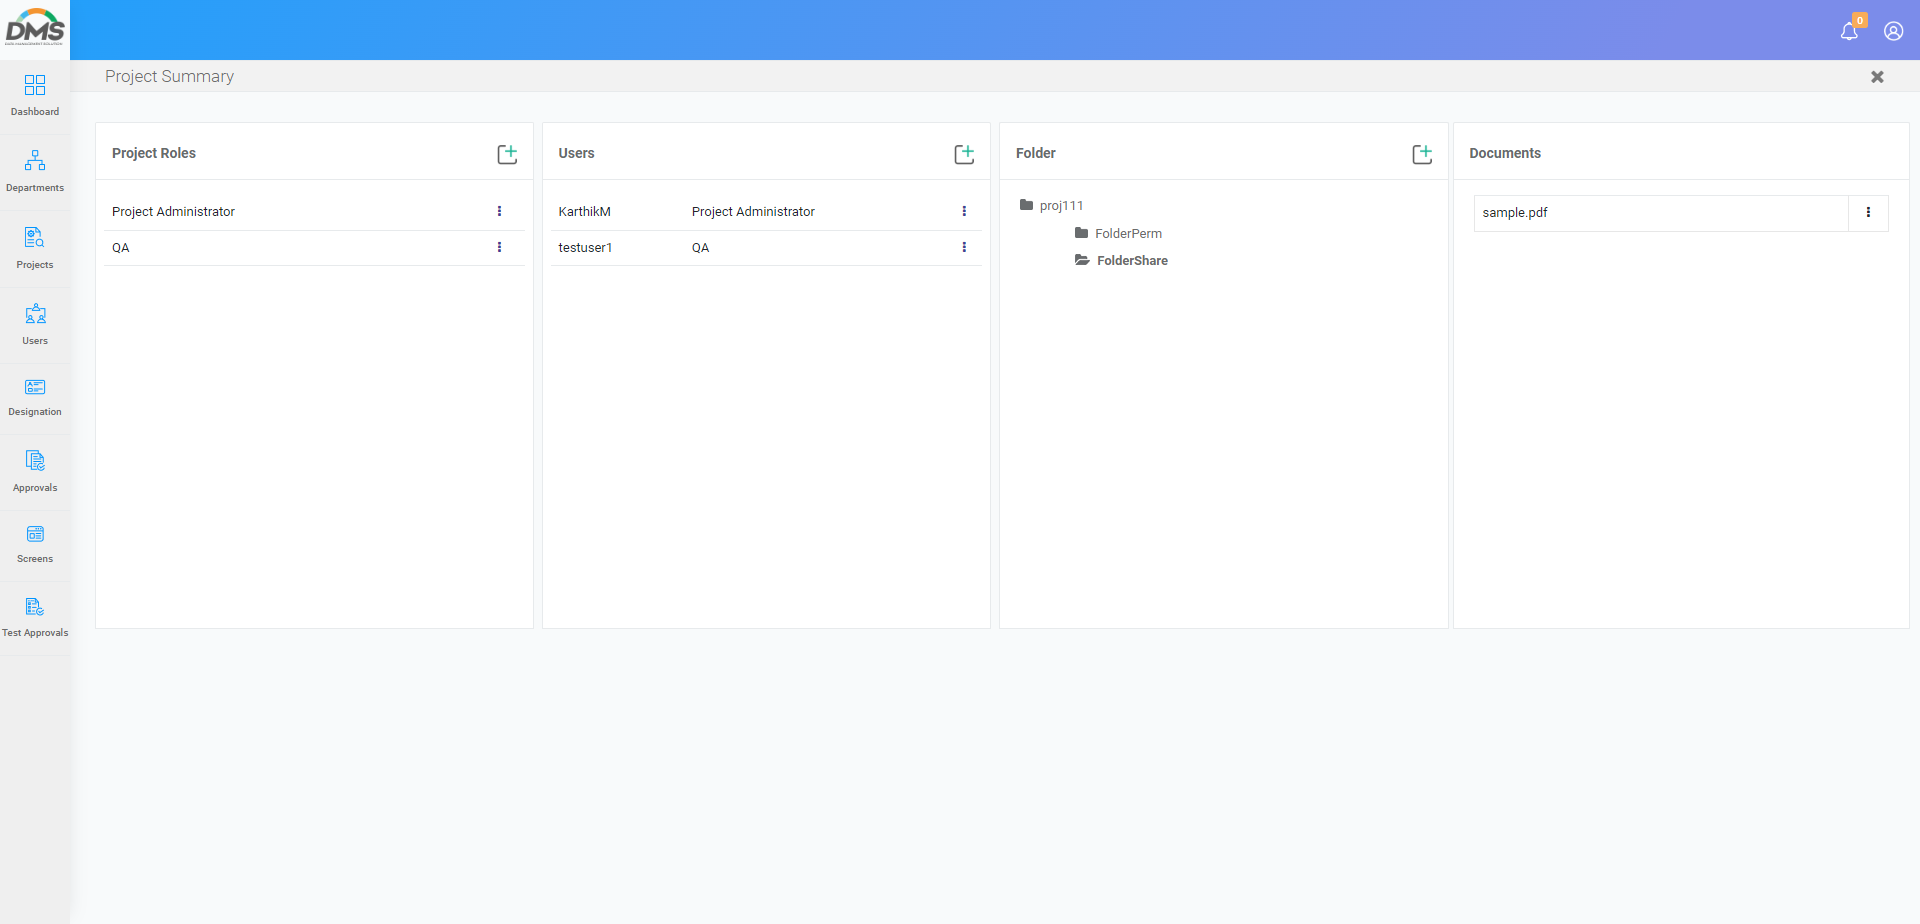 DMS
0
Project Summary
Dashboard
Departments
Projects
Users
Designation
Approvals
Screens
Test Approvals
Project Roles
Project Administrator
QA
Users
KarthikM Project Administrator
testuser1 QA
Folder
proj111
FolderPerm
FolderShare
Documents
sample.pdf